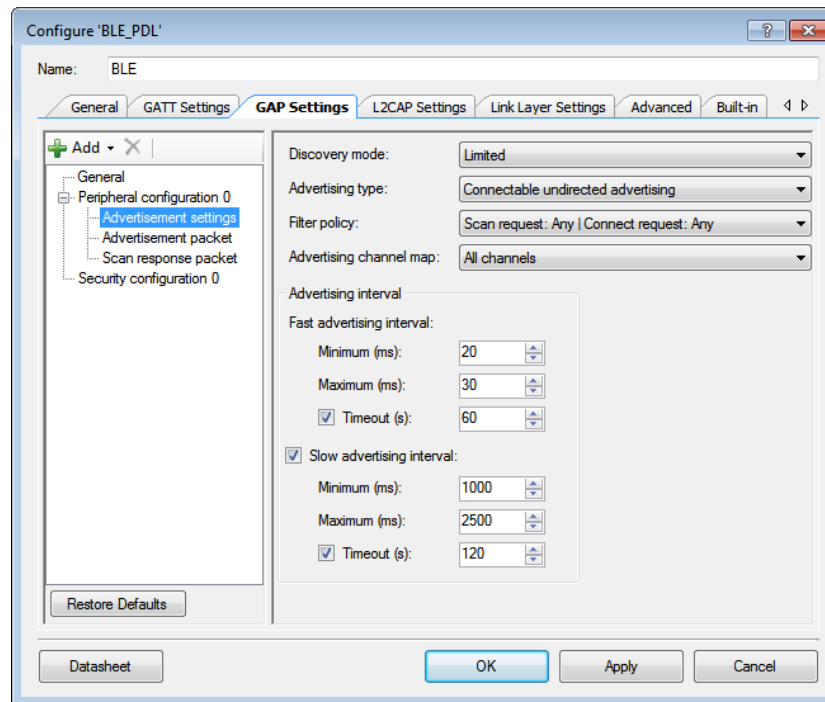 Configure 'BLE_PDL'
Name: BLE
General GATT Settings GAP Settings L2CAP Settings Link Layer Settings Advanced Built-in
Add
General
Peripheral configuration 0
Advertisement settings
Advertisement packet
Scan response packet
Security configuration 0
Restore Defaults
Discovery mode: Limited
Advertising type: Connectable undirected advertising
Filter policy: Scan request: Any | Connect request: Any
Advertising channel map: All channels
Advertising interval
Fast advertising interval:
Minimum (ms): 20
Maximum (ms): 30
Timeout (s): 60
Slow advertising interval:
Minimum (ms): 1000
Maximum (ms): 2500
Timeout (s): 120
Datasheet OK Apply Cancel